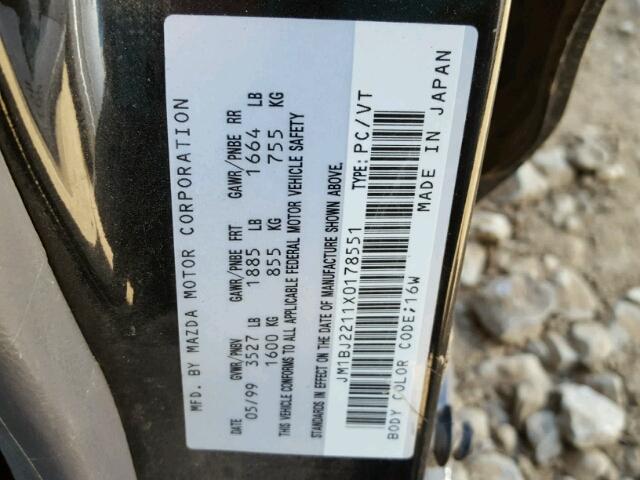 MFD. BY MAZDA MOTOR CORPORATION
DATE GVWR/PNBV GAWR/PNBE FRT GAWR/PNBE RR
05/99 3527 LB 1885 LB 1664 LB
1600 KG 855 KG 755 KG
THIS VEHICLE CONFORMS TO ALL APPLICABLE FEDERAL MOTOR VEHICLE SAFETY
STANDARDS IN EFFECT ON THE DATE OF MANUFACTURE SHOWN ABOVE.
JM1BJ2211X0178551 TYPE: PC/VT
BODY COLOR CODE;16W MADE IN JAPAN